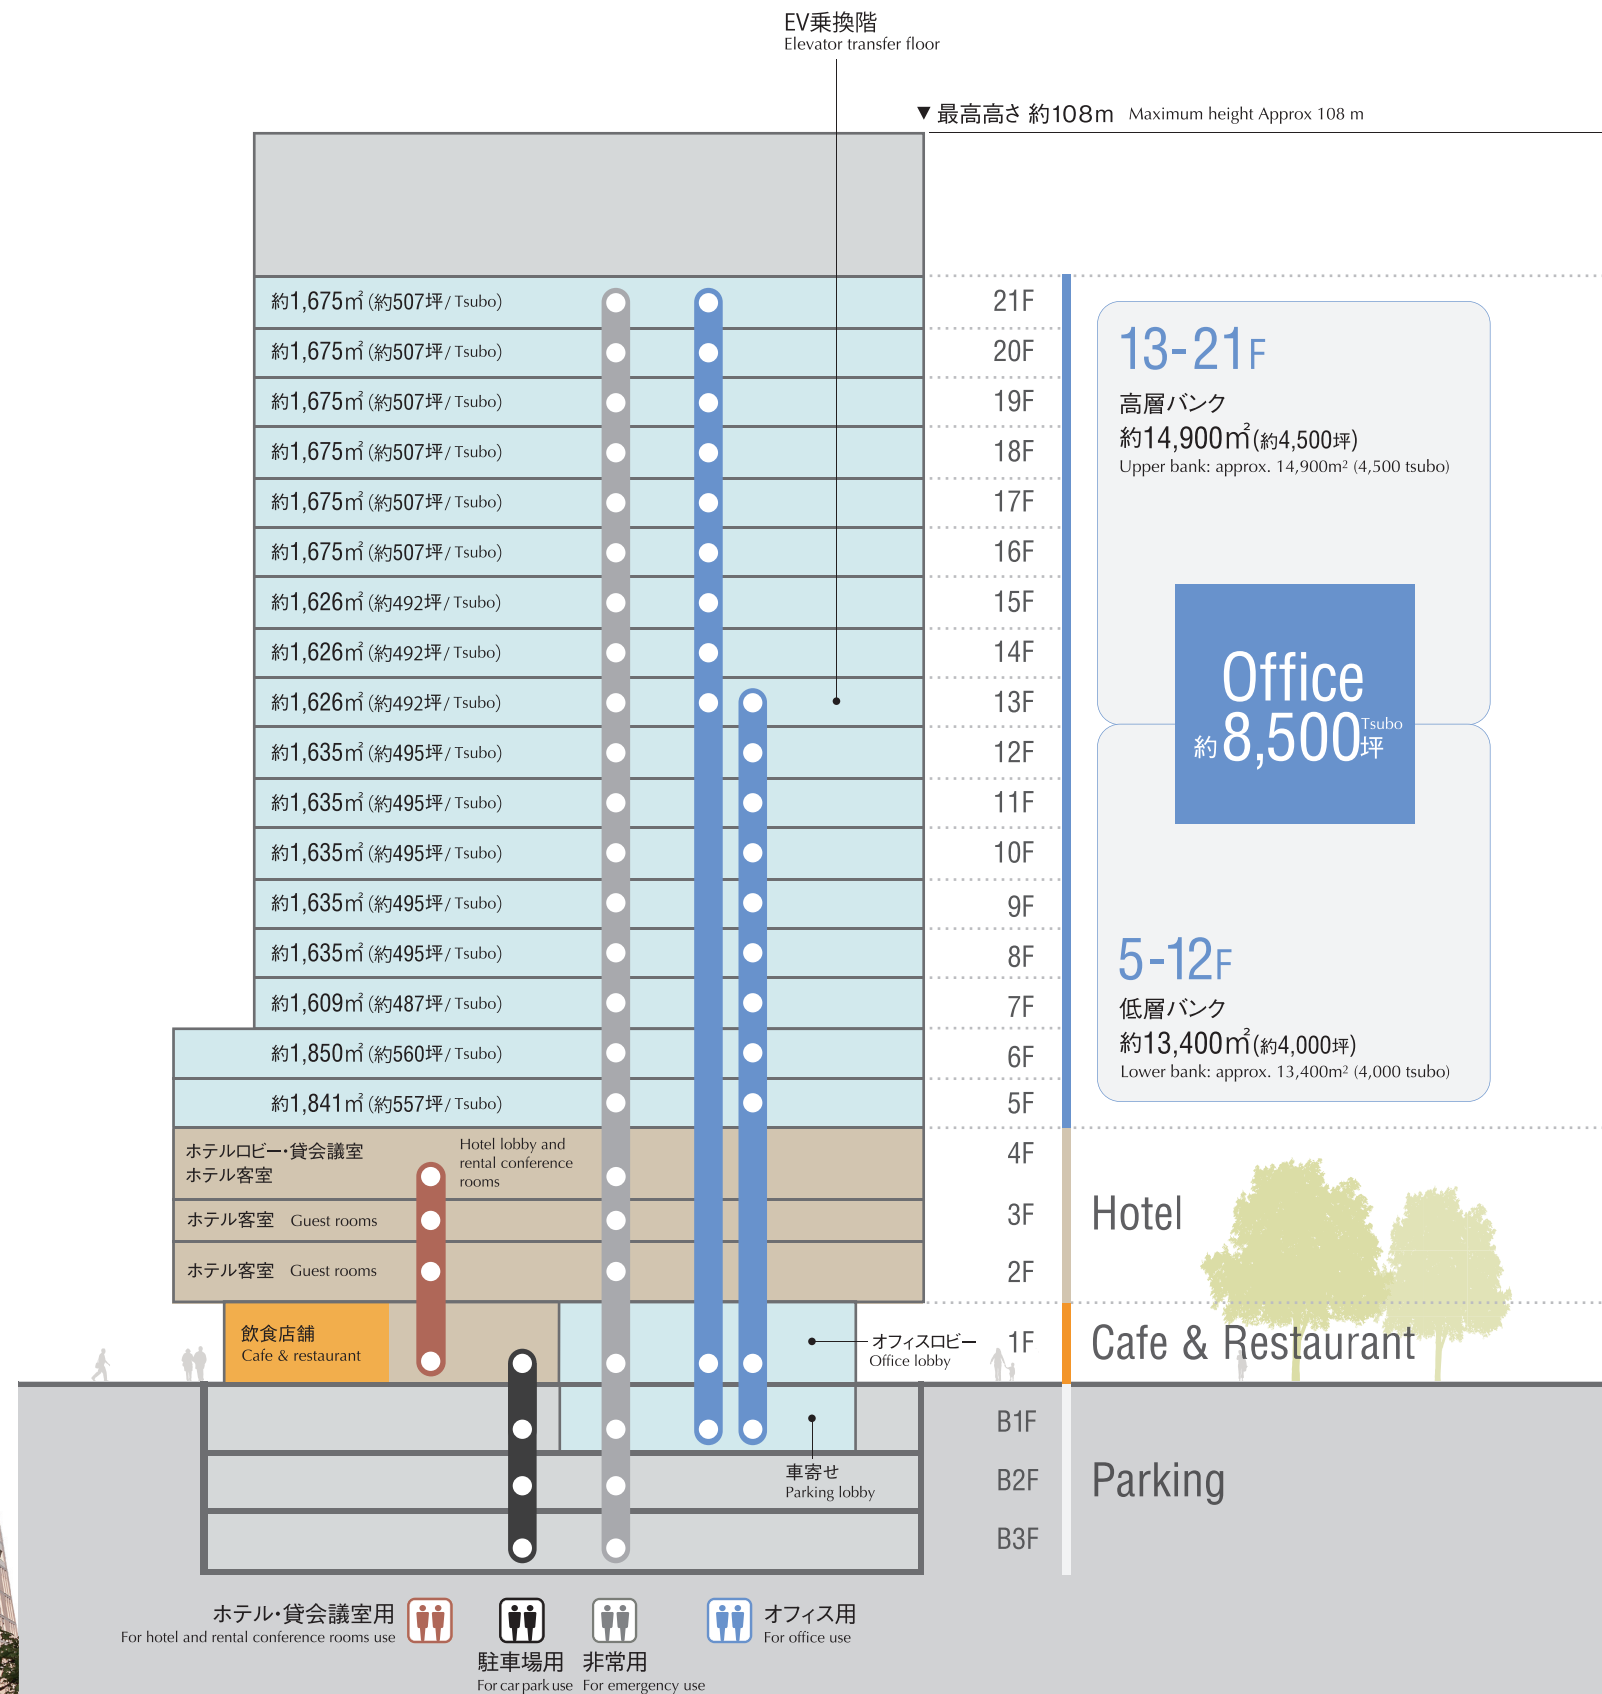 EV乗換階
Elevator transfer floor
▼ 最高高さ 約108m Maximum height Approx 108 m
約1,675㎡(約507坪/ Tsubo) 21F
約1,675㎡(約507坪/ Tsubo) 20F
約1,675㎡(約507坪/ Tsubo) 19F
約1,675㎡(約507坪/ Tsubo) 18F
約1,675㎡(約507坪/ Tsubo) 17F
約1,675㎡(約507坪/ Tsubo) 16F
約1,626㎡(約492坪/ Tsubo) 15F
約1,626㎡(約492坪/ Tsubo) 14F
約1,626㎡(約492坪/ Tsubo) 13F
約1,635㎡(約495坪/ Tsubo) 12F
約1,635㎡(約495坪/ Tsubo) 11F
約1,635㎡(約495坪/ Tsubo) 10F
約1,635㎡(約495坪/ Tsubo) 9F
約1,635㎡(約495坪/ Tsubo) 8F
約1,609㎡(約487坪/ Tsubo) 7F
約1,850㎡(約560坪/ Tsubo) 6F
約1,841㎡(約557坪/ Tsubo) 5F
13-21F
高層バンク
約14,900㎡(約4,500坪)
Upper bank: approx. 14,900m² (4,500 tsubo)
Office
約8,500坪 Tsubo
5-12F
低層バンク
約13,400㎡(約4,000坪)
Lower bank: approx. 13,400m² (4,000 tsubo)
ホテルロビー・貸会議室
ホテル客室
Hotel lobby and
rental conference
rooms
4F
ホテル客室 Guest rooms 3F
Hotel
ホテル客室 Guest rooms 2F
飲食店舗
Cafe & restaurant
オフィスロビー
Office lobby
1F
Cafe & Restaurant
B1F
車寄せ
Parking lobby
B2F
Parking
B3F
ホテル・貸会議室用
For hotel and rental conference rooms use
駐車場用
For car park use
非常用
For emergency use
オフィス用
For office use